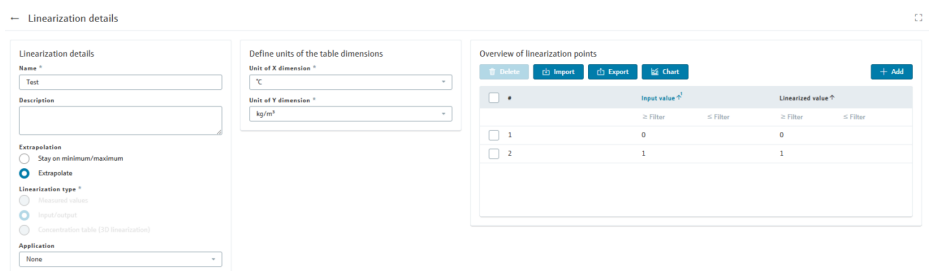 ← Linearization details
Linearization details
Name *
Test
Description
Extrapolation
Stay on minimum/maximum
Extrapolate
Linearization type *
Measured values
Input/output
Concentration table (3D linearization)
Application
None
Define units of the table dimensions
Unit of X dimension *
°C
Unit of Y dimension *
kg/m³
Overview of linearization points
Delete Import Export Chart + Add
# Input value ↑¹ Linearized value ↑
≥ Filter ≤ Filter ≥ Filter ≤ Filter
1 0 0
2 1 1